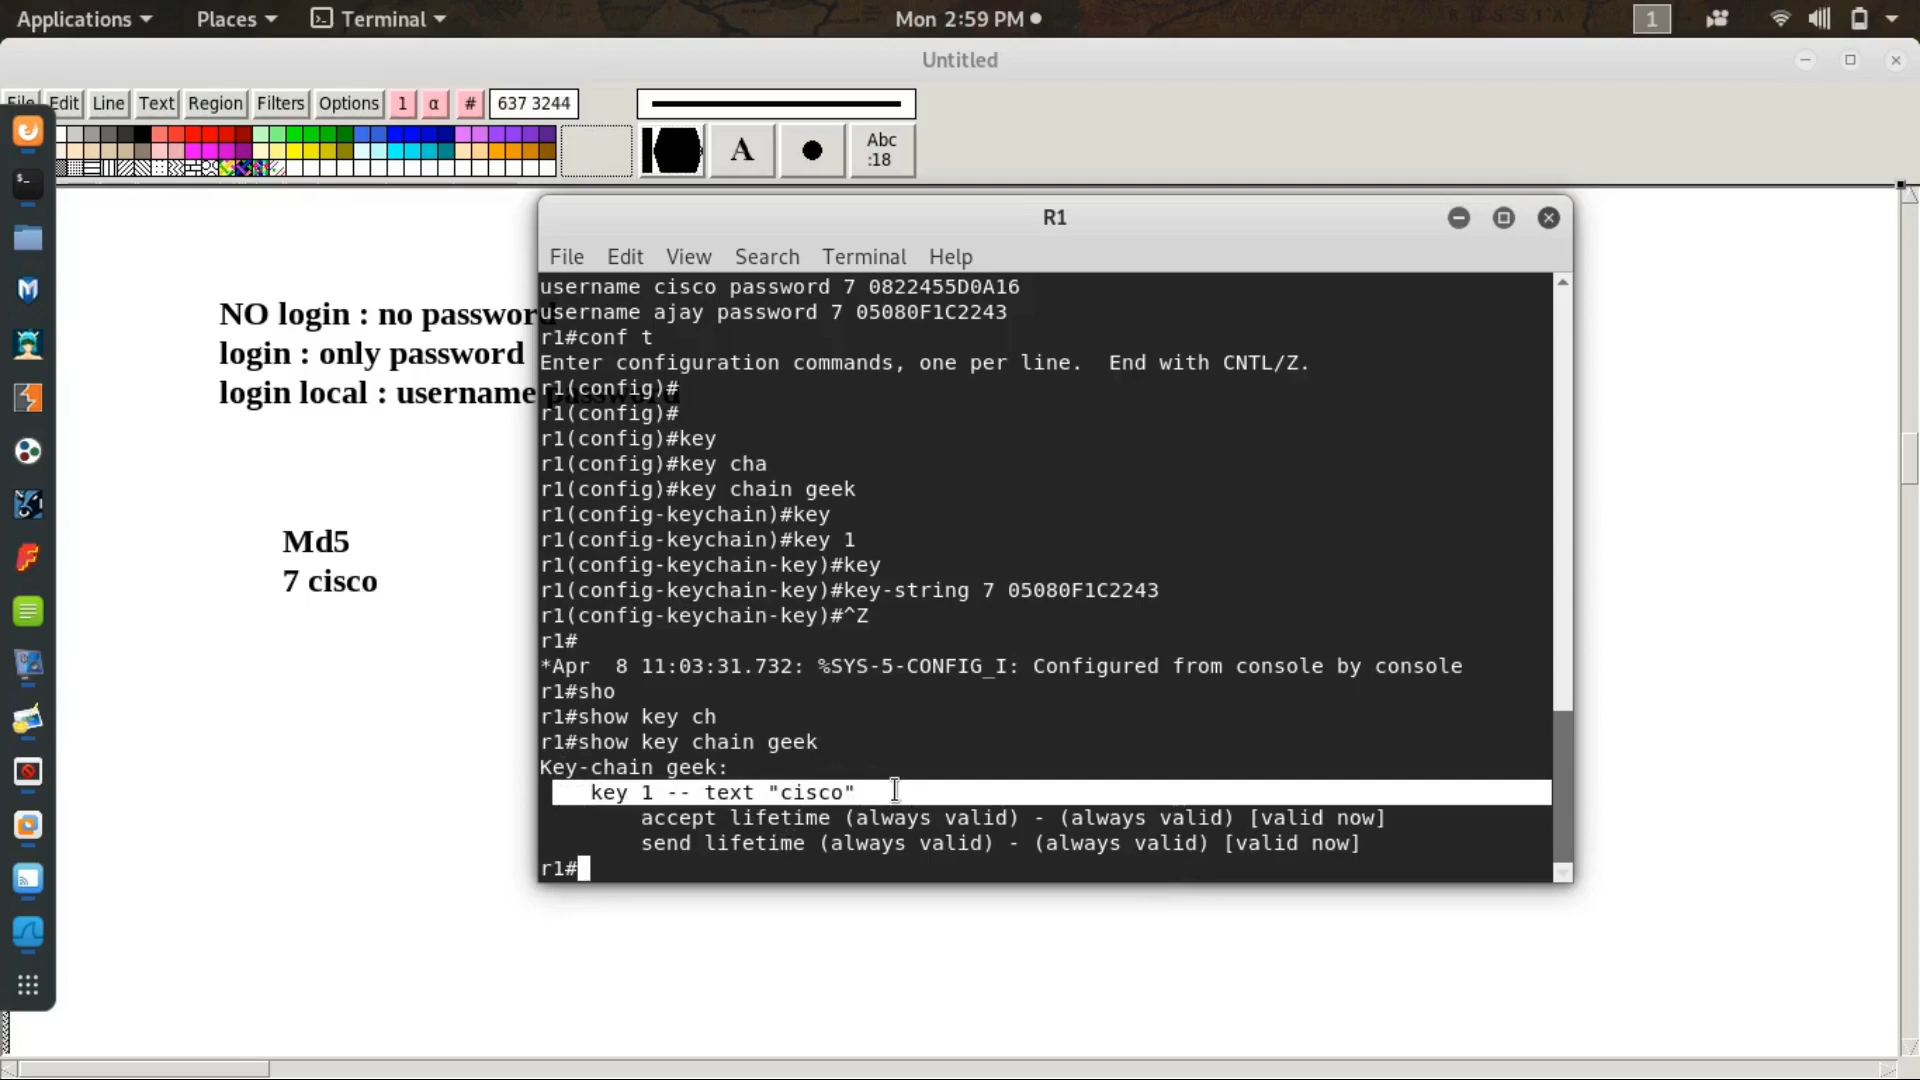 Applications Places Terminal Mon 2:59 PM 1
Untitled
File Edit Line Text Region Filters Options 1 α # 637 3244
A Abc
:18
NO login : no password
login : only password
login local : username password
Md5
7 cisco
R1
File Edit View Search Terminal Help
username cisco password 7 0822455D0A16
username ajay password 7 05080F1C2243
r1#conf t
Enter configuration commands, one per line.  End with CNTL/Z.
r1(config)#
r1(config)#
r1(config)#key
r1(config)#key cha
r1(config)#key chain geek
r1(config-keychain)#key
r1(config-keychain)#key 1
r1(config-keychain-key)#key
r1(config-keychain-key)#key-string 7 05080F1C2243
r1(config-keychain-key)#^Z
r1#
*Apr  8 11:03:31.732: %SYS-5-CONFIG_I: Configured from console by console
r1#sho
r1#show key ch
r1#show key chain geek
Key-chain geek:
key 1 -- text "cisco"
accept lifetime (always valid) - (always valid) [valid now]
send lifetime (always valid) - (always valid) [valid now]
r1#